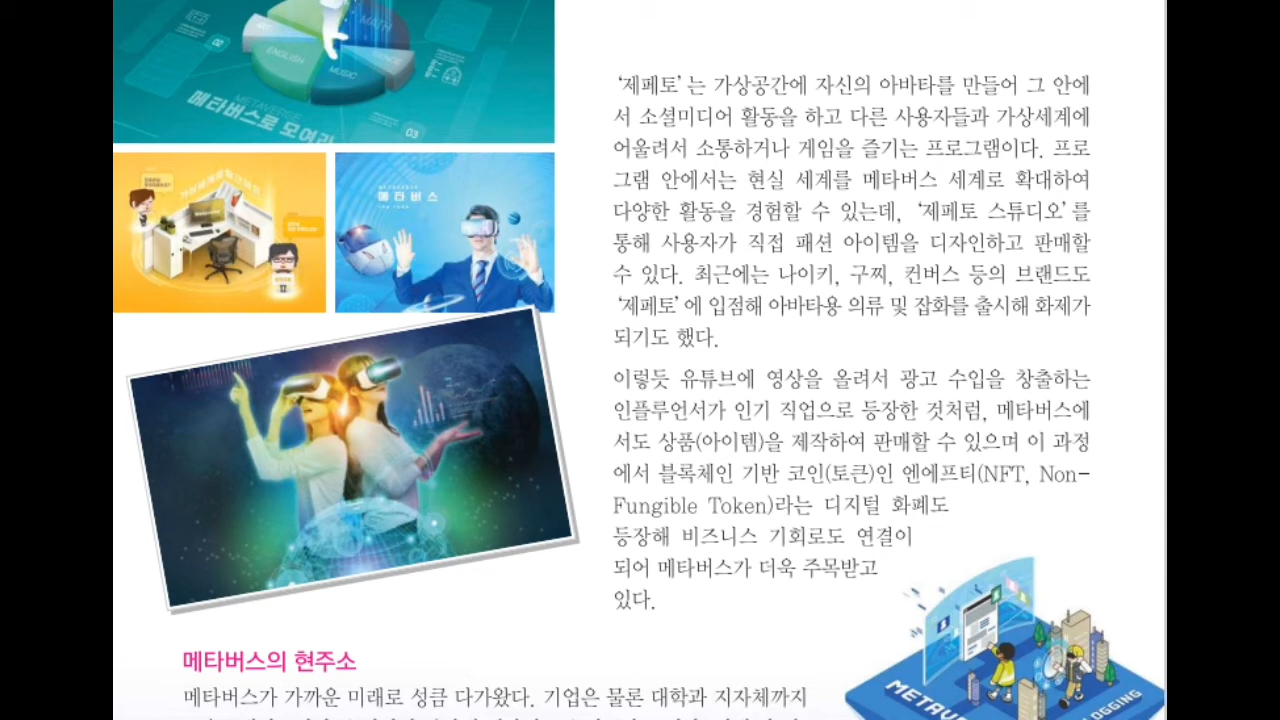 MATH
ENGLISH
MUSIC
02
03
METAVERSE
메타버스로 모여라
메타버스
‘제페토’는 가상공간에 자신의 아바타를 만들어 그 안에
서 소셜미디어 활동을 하고 다른 사용자들과 가상세계에
어울려서 소통하거나 게임을 즐기는 프로그램이다. 프로
그램 안에서는 현실 세계를 메타버스 세계로 확대하여
다양한 활동을 경험할 수 있는데, ‘제페토 스튜디오’를
통해 사용자가 직접 패션 아이템을 디자인하고 판매할
수 있다. 최근에는 나이키, 구찌, 컨버스 등의 브랜드도
‘제페토’에 입점해 아바타용 의류 및 잡화를 출시해 화제가
되기도 했다.
이렇듯 유튜브에 영상을 올려서 광고 수입을 창출하는
인플루언서가 인기 직업으로 등장한 것처럼, 메타버스에
서도 상품(아이템)을 제작하여 판매할 수 있으며 이 과정
에서 블록체인 기반 코인(토큰)인 엔에프티(NFT, Non-
Fungible Token)라는 디지털 화폐도
등장해 비즈니스 기회로도 연결이
되어 메타버스가 더욱 주목받고
있다.
메타버스의 현주소
메타버스가 가까운 미래로 성큼 다가왔다. 기업은 물론 대학과 지자체까지